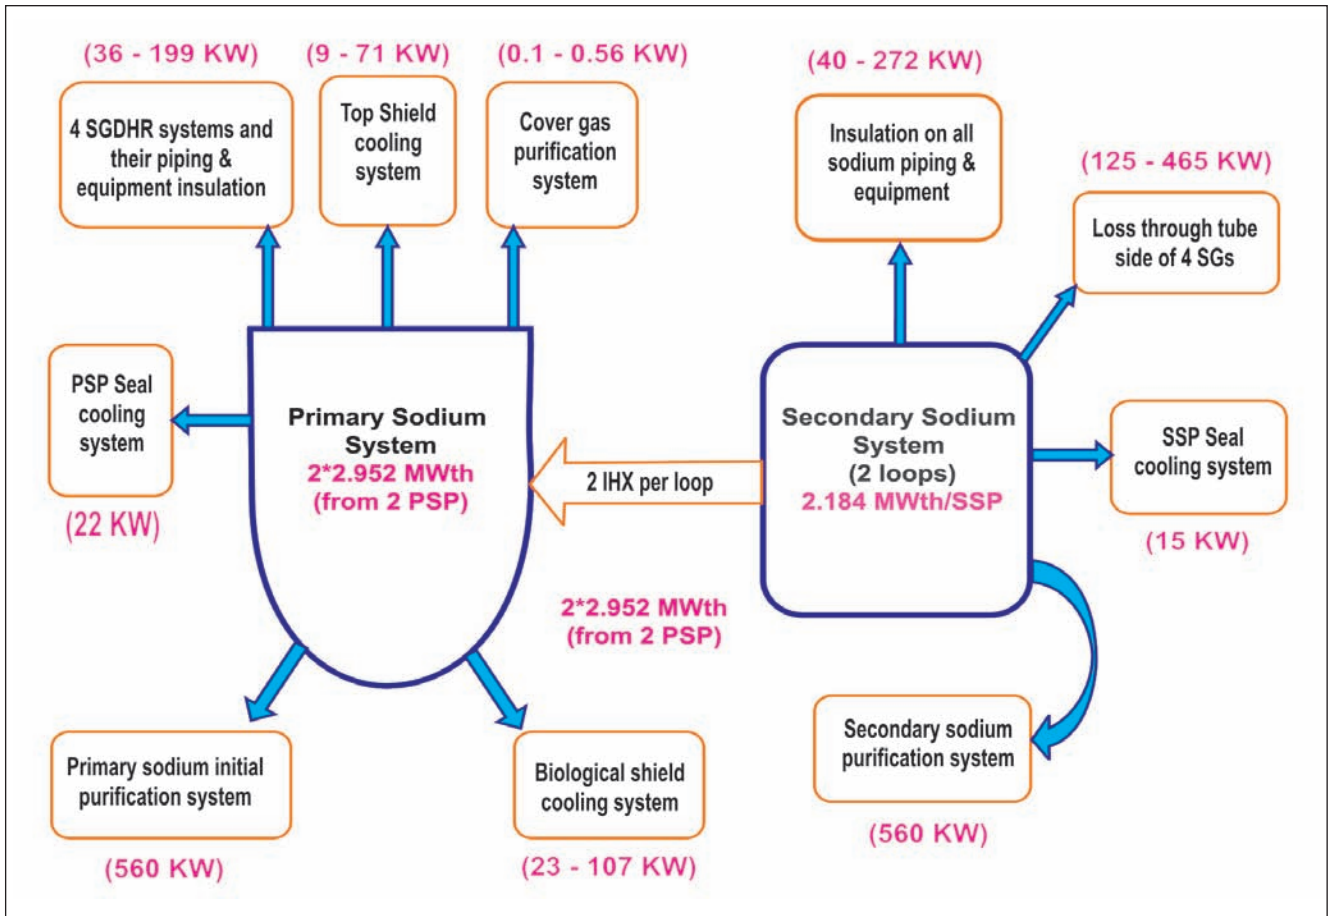 (36 - 199 KW)
(9 - 71 KW)
(0.1 - 0.56 KW)
(40 - 272 KW)
4 SGDHR systems and
their piping &
equipment insulation
Top Shield
cooling
system
Cover gas
purification
system
Insulation on all
sodium piping &
equipment
(125 - 465 KW)
Loss through tube
side of 4 SGs
PSP Seal
cooling
system
(22 KW)
Primary Sodium
System
2*2.952 MWth
(from 2 PSP)
2 IHX per loop
Secondary Sodium
System
(2 loops)
2.184 MWth/SSP
SSP Seal
cooling system
(15 KW)
2*2.952 MWth
(from 2 PSP)
Primary sodium initial
purification system
(560 KW)
Biological shield
cooling system
(23 - 107 KW)
Secondary sodium
purification system
(560 KW)